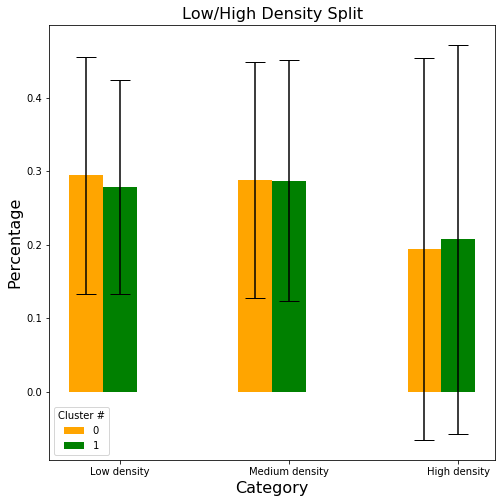 Low/High Density Split
Percentage
0.4
0.3
0.2
0.1
0.0
Cluster #
0
1
Low density
Medium density
High density
Category